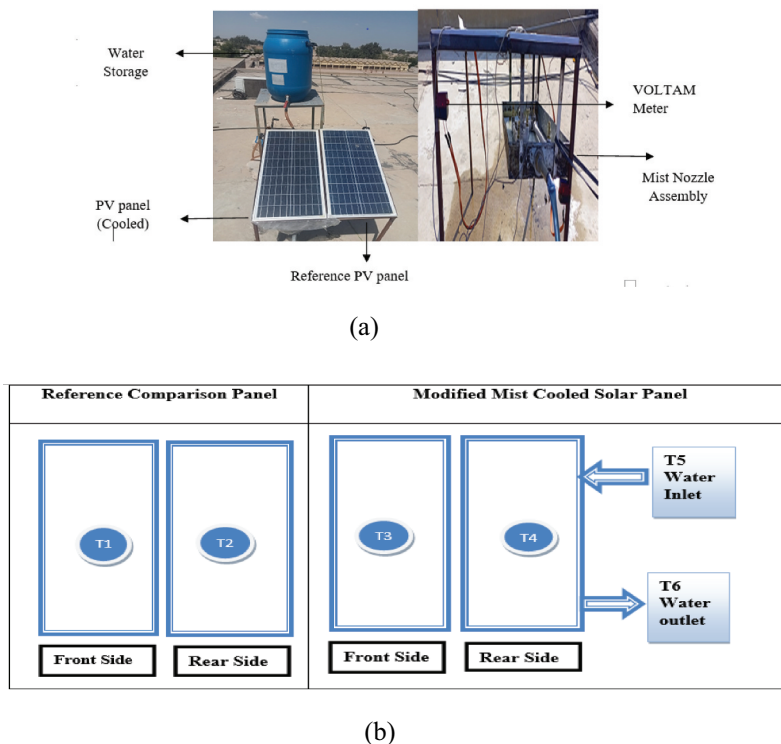 Water
Storage
VOLTAM
Meter
Mist Nozzle
Assembly
PV panel
(Cooled)
Reference PV panel
(a)
Reference Comparison Panel
Modified Mist Cooled Solar Panel
T5
Water
Inlet
T1
T2
T3
T4
T6
Water
outlet
Front Side
Rear Side
Front Side
Rear Side
(b)